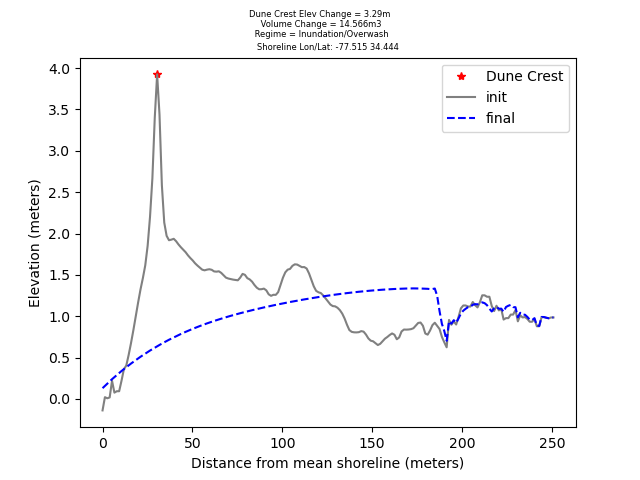 Dune Crest Elev Change = 3.29m
Volume Change = 14.566m3
Regime = Inundation/Overwash
Shoreline Lon/Lat: -77.515 34.444
Dune Crest
init
final
Elevation (meters)
4.0
3.5
3.0
2.5
2.0
1.5
1.0
0.5
0.0
0 50 100 150 200 250
Distance from mean shoreline (meters)